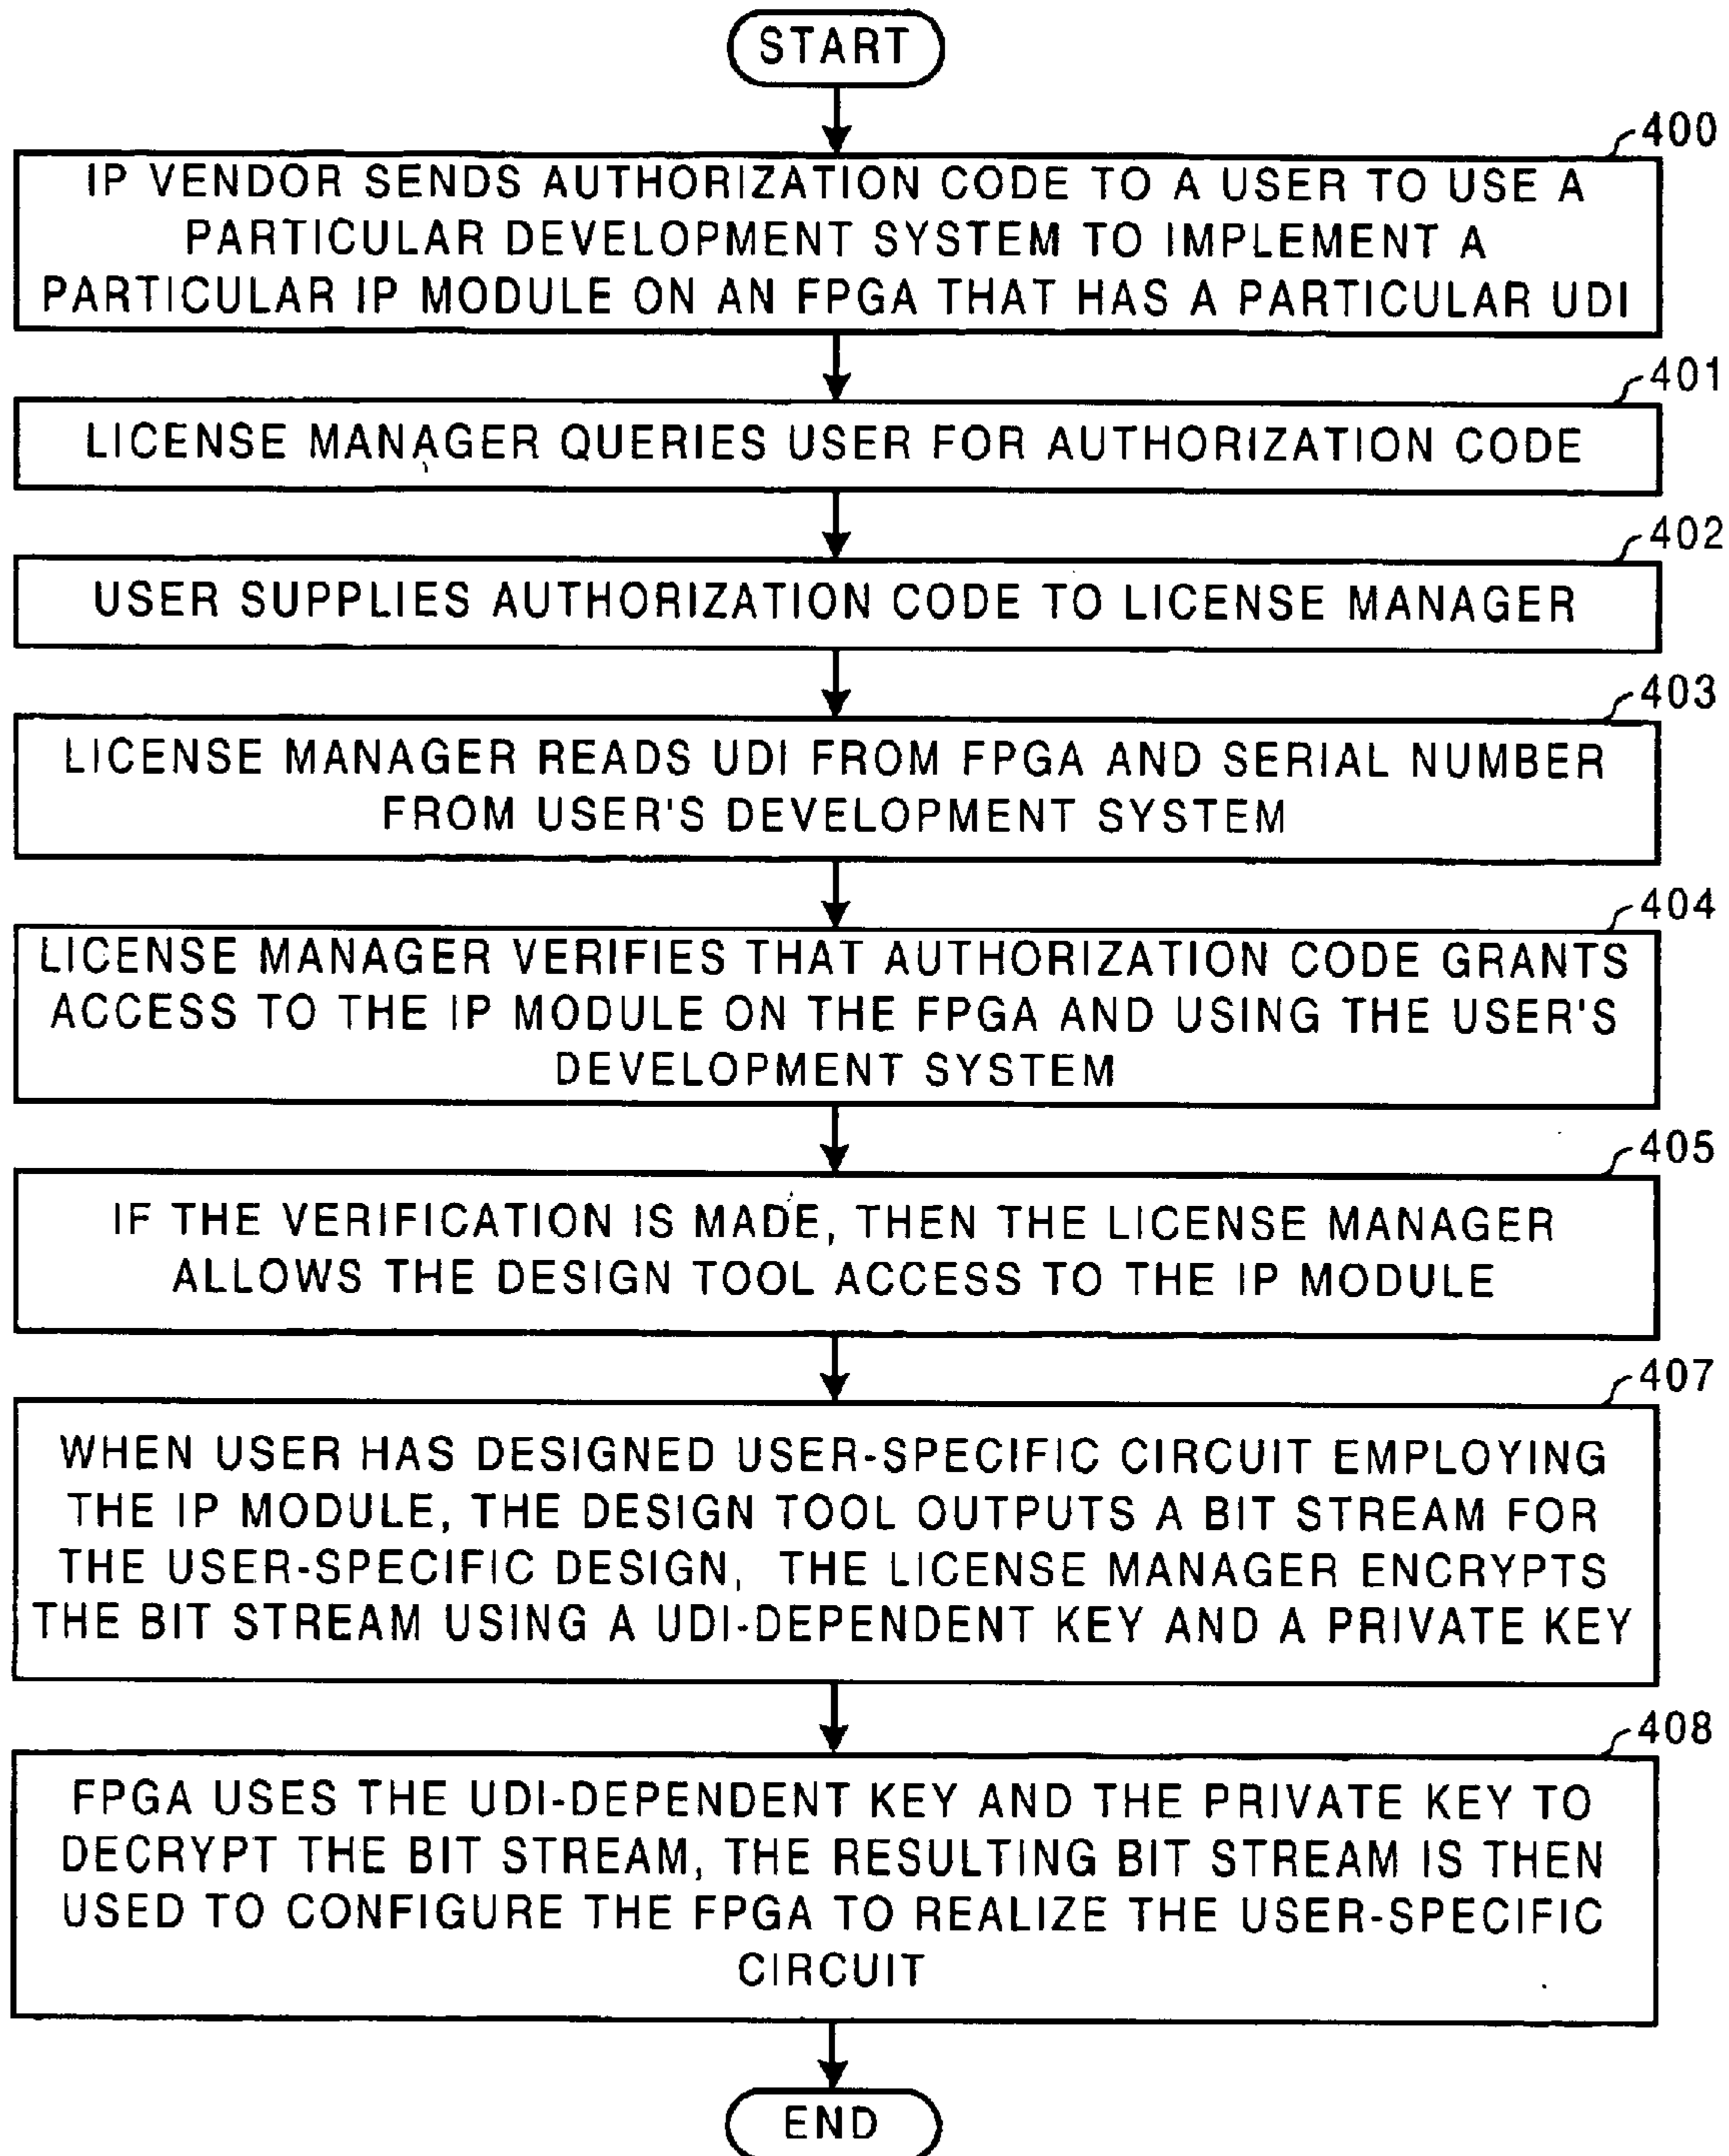 START
400
IP VENDOR SENDS AUTHORIZATION CODE TO A USER TO USE A
PARTICULAR DEVELOPMENT SYSTEM TO IMPLEMENT A
PARTICULAR IP MODULE ON AN FPGA THAT HAS A PARTICULAR UDI
401
LICENSE MANAGER QUERIES USER FOR AUTHORIZATION CODE
402
USER SUPPLIES AUTHORIZATION CODE TO LICENSE MANAGER
403
LICENSE MANAGER READS UDI FROM FPGA AND SERIAL NUMBER
FROM USER'S DEVELOPMENT SYSTEM
404
LICENSE MANAGER VERIFIES THAT AUTHORIZATION CODE GRANTS
ACCESS TO THE IP MODULE ON THE FPGA AND USING THE USER'S
DEVELOPMENT SYSTEM
405
IF THE VERIFICATION IS MADE, THEN THE LICENSE MANAGER
ALLOWS THE DESIGN TOOL ACCESS TO THE IP MODULE
407
WHEN USER HAS DESIGNED USER-SPECIFIC CIRCUIT EMPLOYING
THE IP MODULE, THE DESIGN TOOL OUTPUTS A BIT STREAM FOR
THE USER-SPECIFIC DESIGN, THE LICENSE MANAGER ENCRYPTS
THE BIT STREAM USING A UDI-DEPENDENT KEY AND A PRIVATE KEY
408
FPGA USES THE UDI-DEPENDENT KEY AND THE PRIVATE KEY TO
DECRYPT THE BIT STREAM, THE RESULTING BIT STREAM IS THEN
USED TO CONFIGURE THE FPGA TO REALIZE THE USER-SPECIFIC
CIRCUIT
END